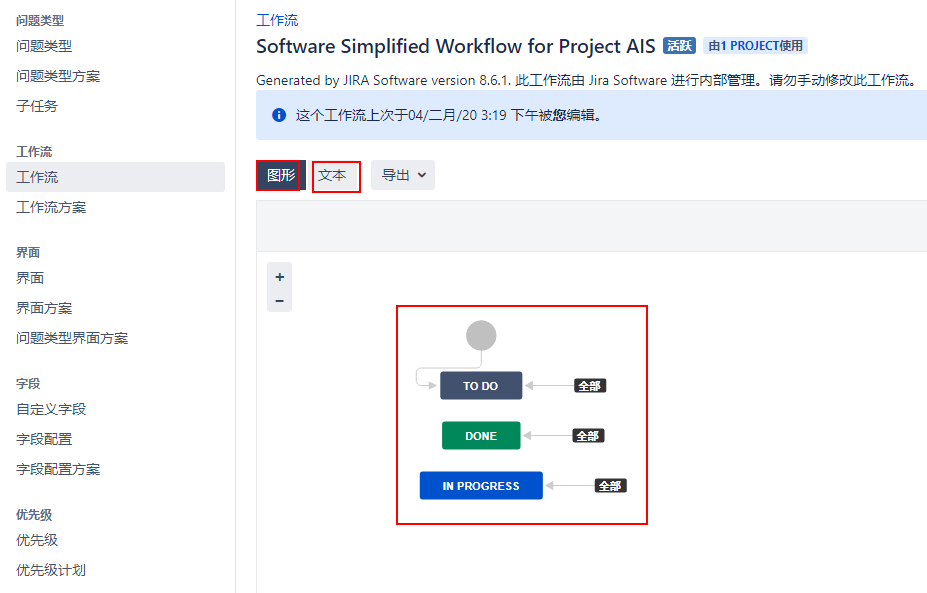 问题类型
问题类型
问题类型方案
子任务
工作流
工作流
工作流方案
界面
界面
界面方案
问题类型界面方案
字段
自定义字段
字段配置
字段配置方案
优先级
优先级
优先级计划
工作流
Software Simplified Workflow for Project AIS 活跃 由1 PROJECT使用
Generated by JIRA Software version 8.6.1. 此工作流由 Jira Software 进行内部管理。请勿手动修改此工作流。
这个工作流上次于04/二月/20 3:19 下午被您编辑。
图形 文本 导出
+
−
TO DO 全部
DONE 全部
IN PROGRESS 全部